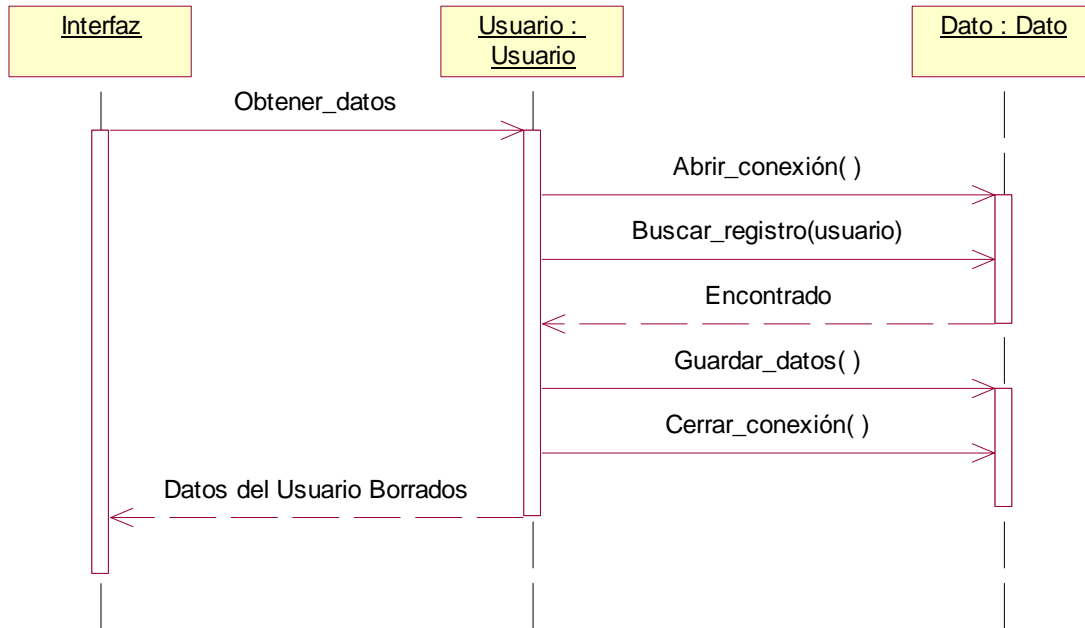 Interfaz
Usuario :
Usuario
Dato : Dato
Obtener_datos
Abrir_conexión( )
Buscar_registro(usuario)
Encontrado
Guardar_datos( )
Cerrar_conexión( )
Datos del Usuario Borrados